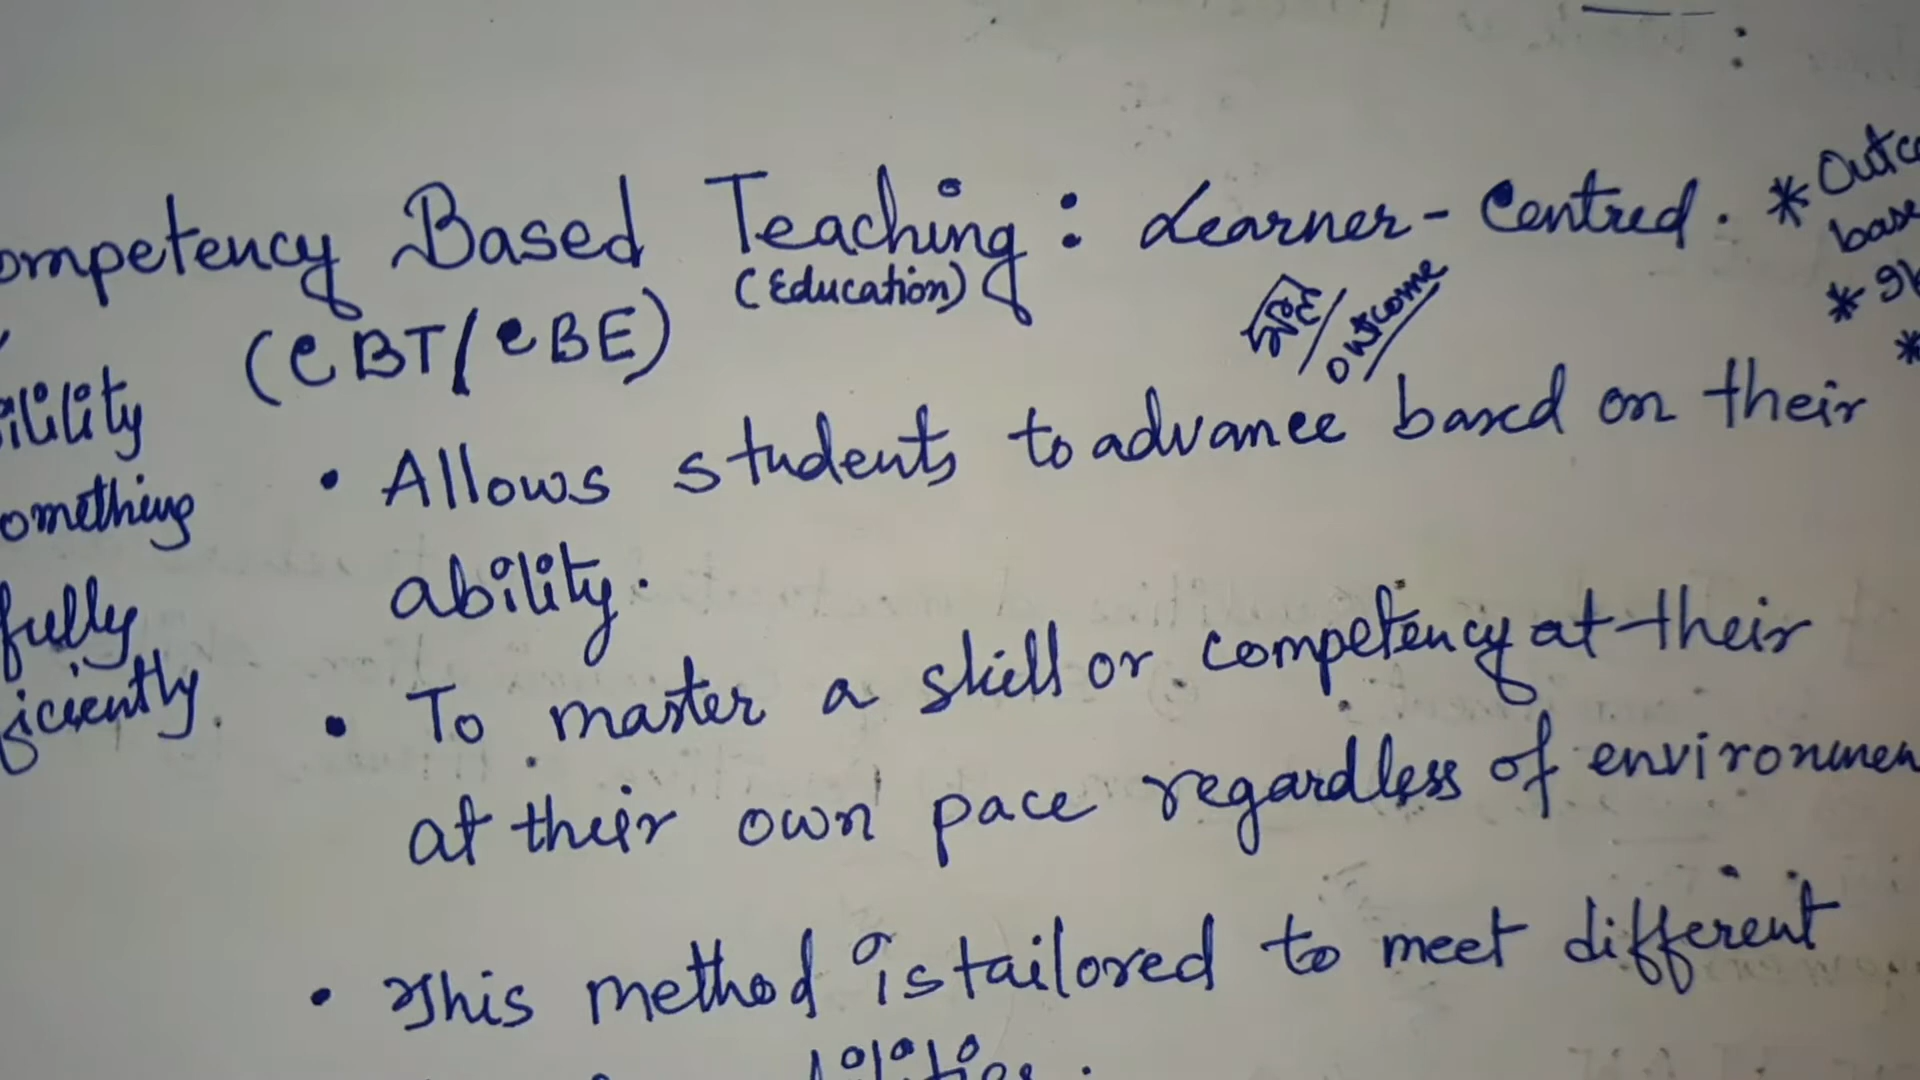 ompetency Based Teaching : Learner - Centred . * Outco
(Education)
base
(CBT/CBE)
outcome
*
*
ility
• Allows students to advance based on their
omething
ability.
fully
iciently.
• To master a skill or competency at their
at their own pace regardless of environmen
• This method is tailored to meet different